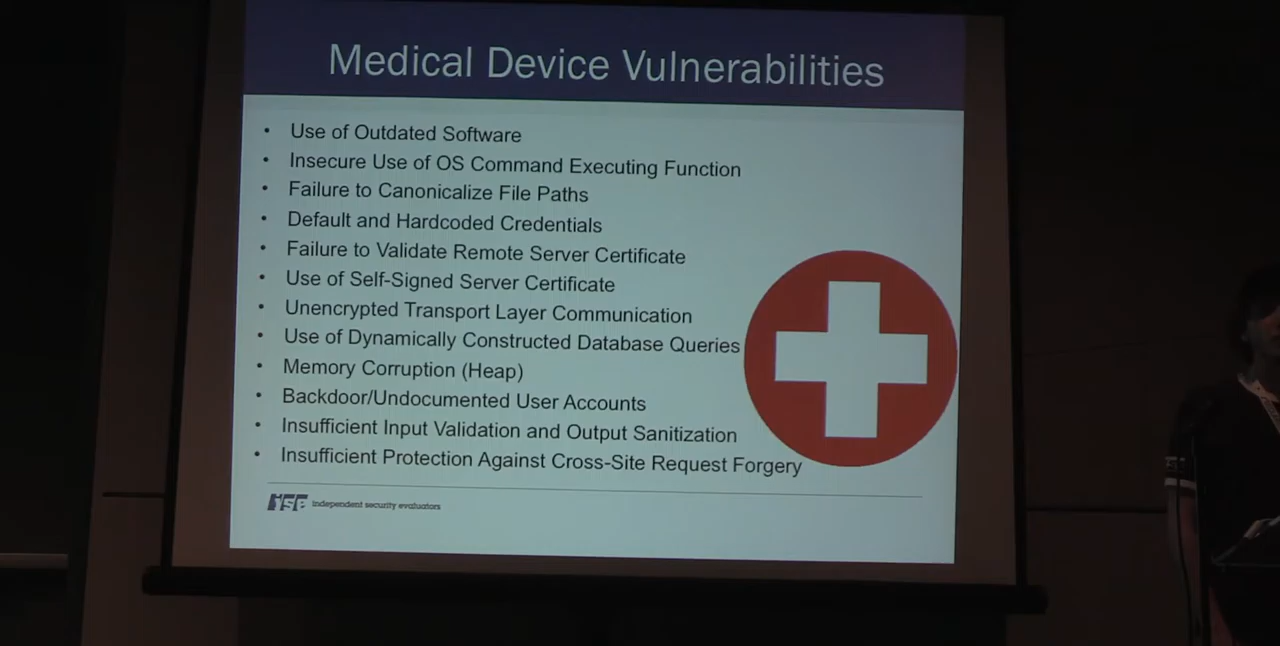 Medical Device Vulnerabilities
• Use of Outdated Software
• Insecure Use of OS Command Executing Function
• Failure to Canonicalize File Paths
• Default and Hardcoded Credentials
• Failure to Validate Remote Server Certificate
• Use of Self-Signed Server Certificate
• Unencrypted Transport Layer Communication
• Use of Dynamically Constructed Database Queries
• Memory Corruption (Heap)
• Backdoor/Undocumented User Accounts
• Insufficient Input Validation and Output Sanitization
• Insufficient Protection Against Cross-Site Request Forgery
ise independent security evaluators